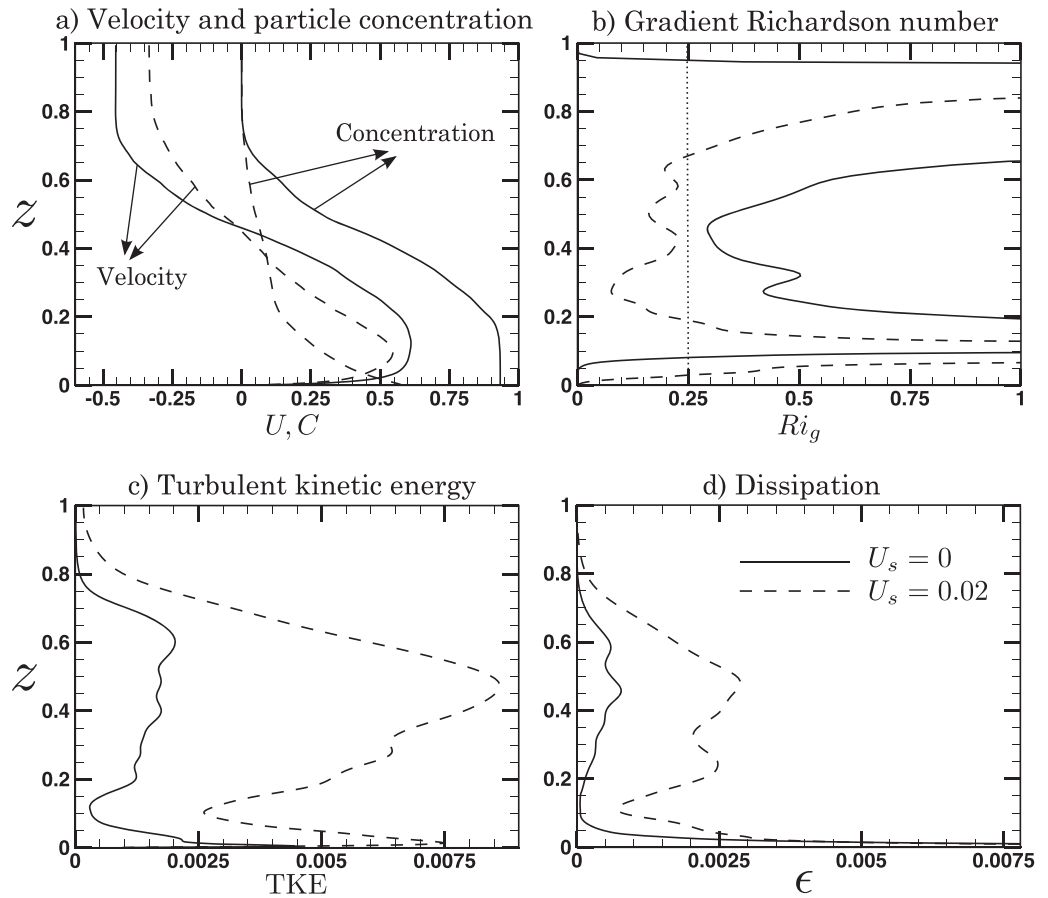 a) Velocity and particle concentration
b) Gradient Richardson number
1
0.8
0.6
0.4
0.2
0
z
Concentration
Velocity
-0.5 -0.25 0 0.25 0.5 0.75 1
U, C
1
0.8
0.6
0.4
0.2
0
0 0.25 0.5 0.75 1
Ri_g
c) Turbulent kinetic energy
d) Dissipation
1
0.8
0.6
0.4
0.2
0
z
0 0.0025 0.005 0.0075
TKE
1
0.8
0.6
0.4
0.2
0
U_s = 0
U_s = 0.02
0 0.0025 0.005 0.0075
ϵ